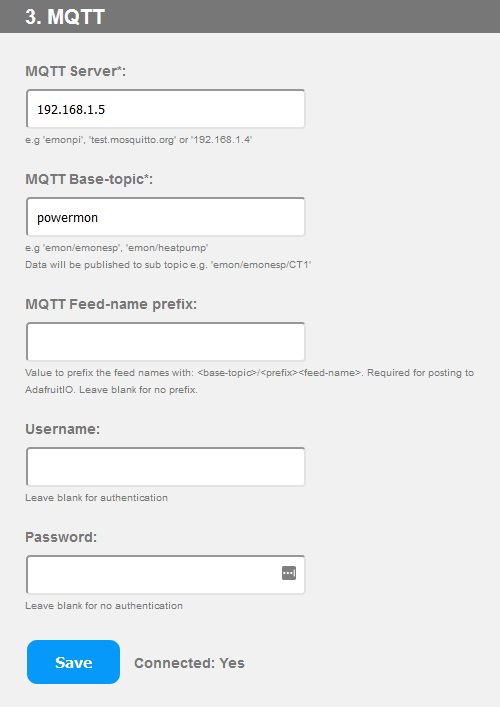 3. MQTT
MQTT Server*:
192.168.1.5
e.g 'emonpi', 'test.mosquitto.org' or '192.168.1.4'
MQTT Base-topic*:
powermon
e.g 'emon/emonesp', 'emon/heatpump'
Data will be published to sub topic e.g. 'emon/emonesp/CT1'
MQTT Feed-name prefix:
Value to prefix the feed names with: <base-topic>/<prefix><feed-name>. Required for posting to
AdafruitIO. Leave blank for no prefix.
Username:
Leave blank for authentication
Password:
Leave blank for no authentication
Save Connected: Yes